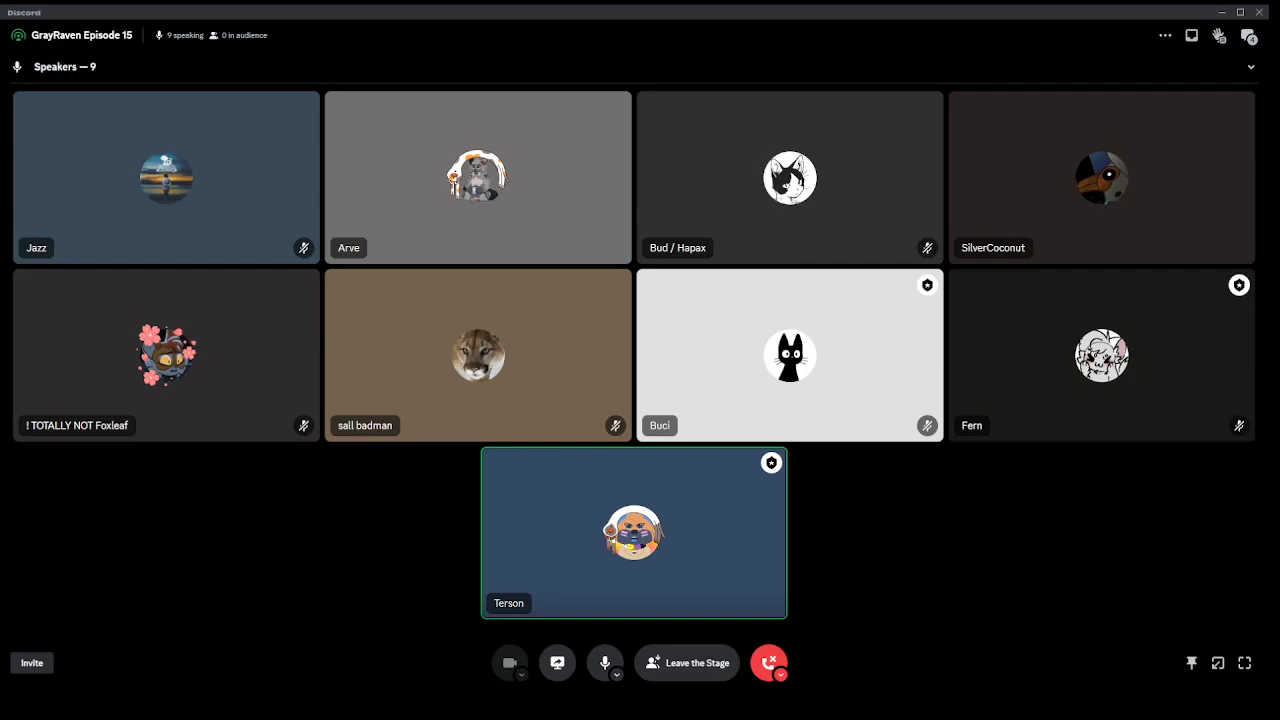 Discord
GrayRaven Episode 15
9 speaking
0 in audience
4
Speakers — 9
Jazz
Arve
Bud / Hapax
SilverCoconut
! TOTALLY NOT Foxleaf
sall badman
Buci
Fern
Terson
Invite
Leave the Stage